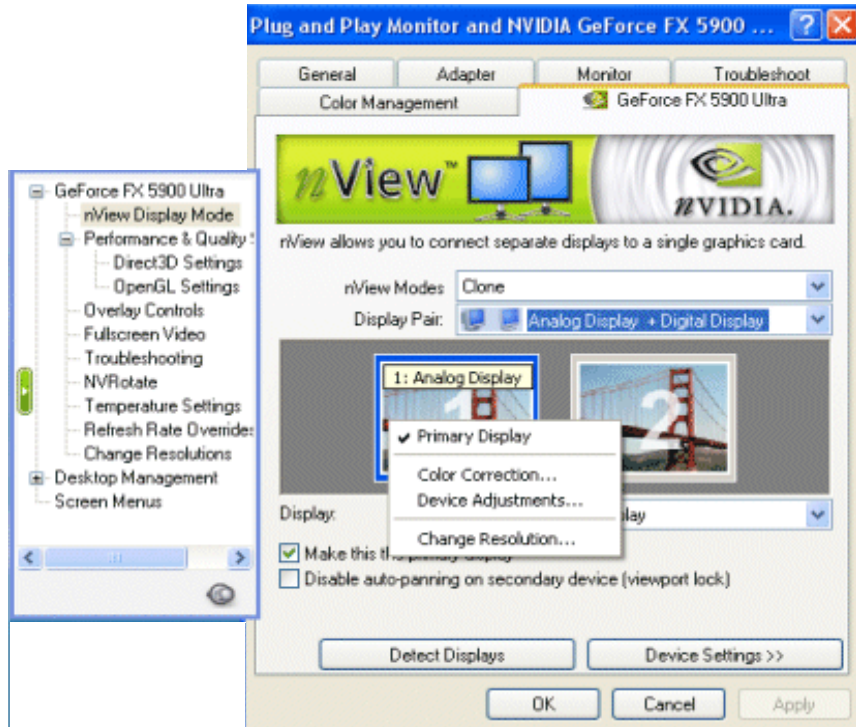 Plug and Play Monitor and NVIDIA GeForce FX 5900 ...
General Adapter Monitor Troubleshoot
Color Management GeForce FX 5900 Ultra
nView™
nVIDIA.
nView allows you to connect separate displays to a single graphics card.
nView Modes Clone
Display Pair: Analog Display + Digital Display
1: Analog Display
1
2
Primary Display
Color Correction...
Device Adjustments...
Change Resolution...
Display:
Make this the primary display
Disable auto-panning on secondary device (viewport lock)
Detect Displays Device Settings >>
OK Cancel Apply
GeForce FX 5900 Ultra
nView Display Mode
Performance & Quality
Direct3D Settings
OpenGL Settings
Overlay Controls
Fullscreen Video
Troubleshooting
NVRotate
Temperature Settings
Refresh Rate Overrides
Change Resolutions
Desktop Management
Screen Menus